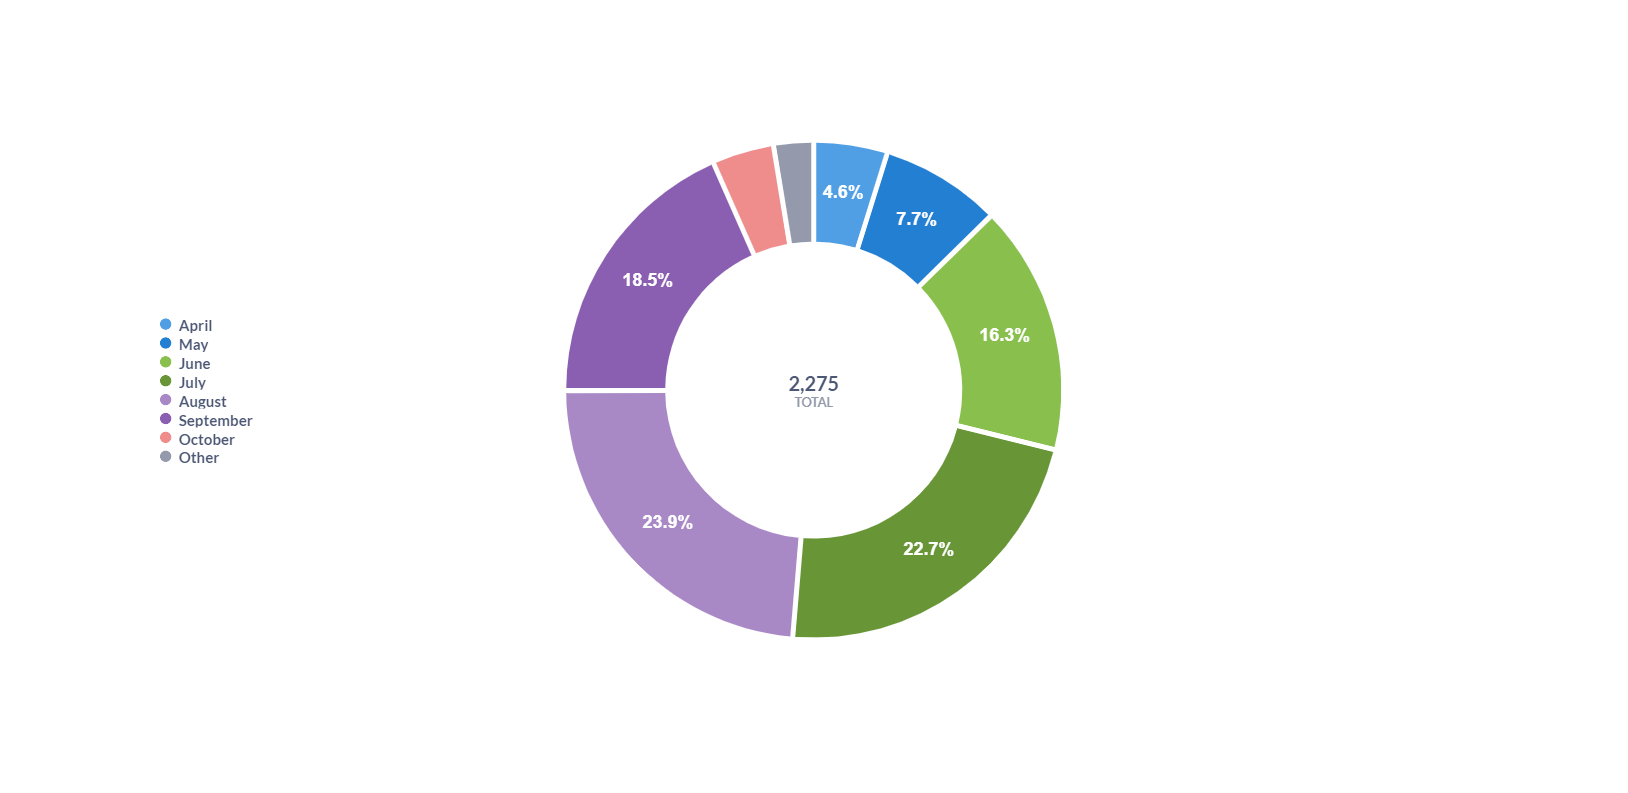 April
May
June
July
August
September
October
Other
4.6%
7.7%
16.3%
22.7%
23.9%
18.5%
2,275
TOTAL